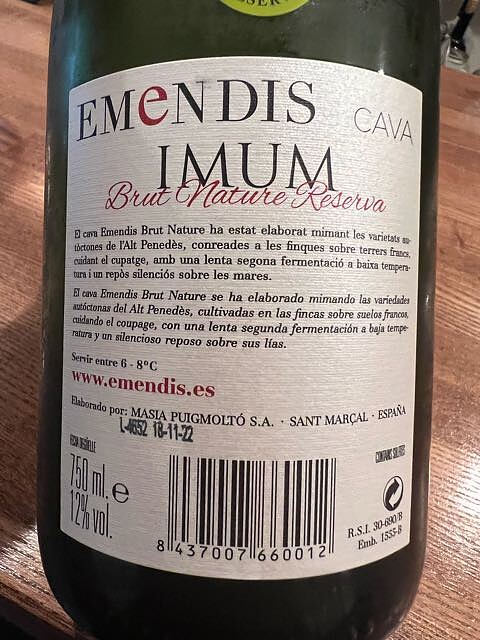 EMeNDIS CAVA
IMUM
Brut Nature Reserva
El cava Emendis Brut Nature ha estat elaborat mimant les varietats au-
tòctones de l'Alt Penedès, conreades a les finques sobre terrers francs,
cuidant el cupatge, amb una lenta segona fermentació a baixa tempera-
tura i un repòs silenciós sobre les mares.
El cava Emendis Brut Nature se ha elaborado mimando las variedades
autóctonas del Alt Penedès, cultivadas en las fincas sobre suelos francos,
cuidando el coupage, con una lenta segunda fermentación a baja tempe-
ratura y un silencioso reposo sobre sus lías.
Servir entre 6 - 8ºC
www.emendis.es
Elaborado por: MASIA PUIGMOLTÓ S.A. · SANT MARÇAL · ESPAÑA
L-4652 18-11-22
FECHA DEGÜELLE
CONTAINS SULFITES
750 ml. e
12% vol.
8 437007 660012
R.S.I. 30-690/B
Emb. 1555-B